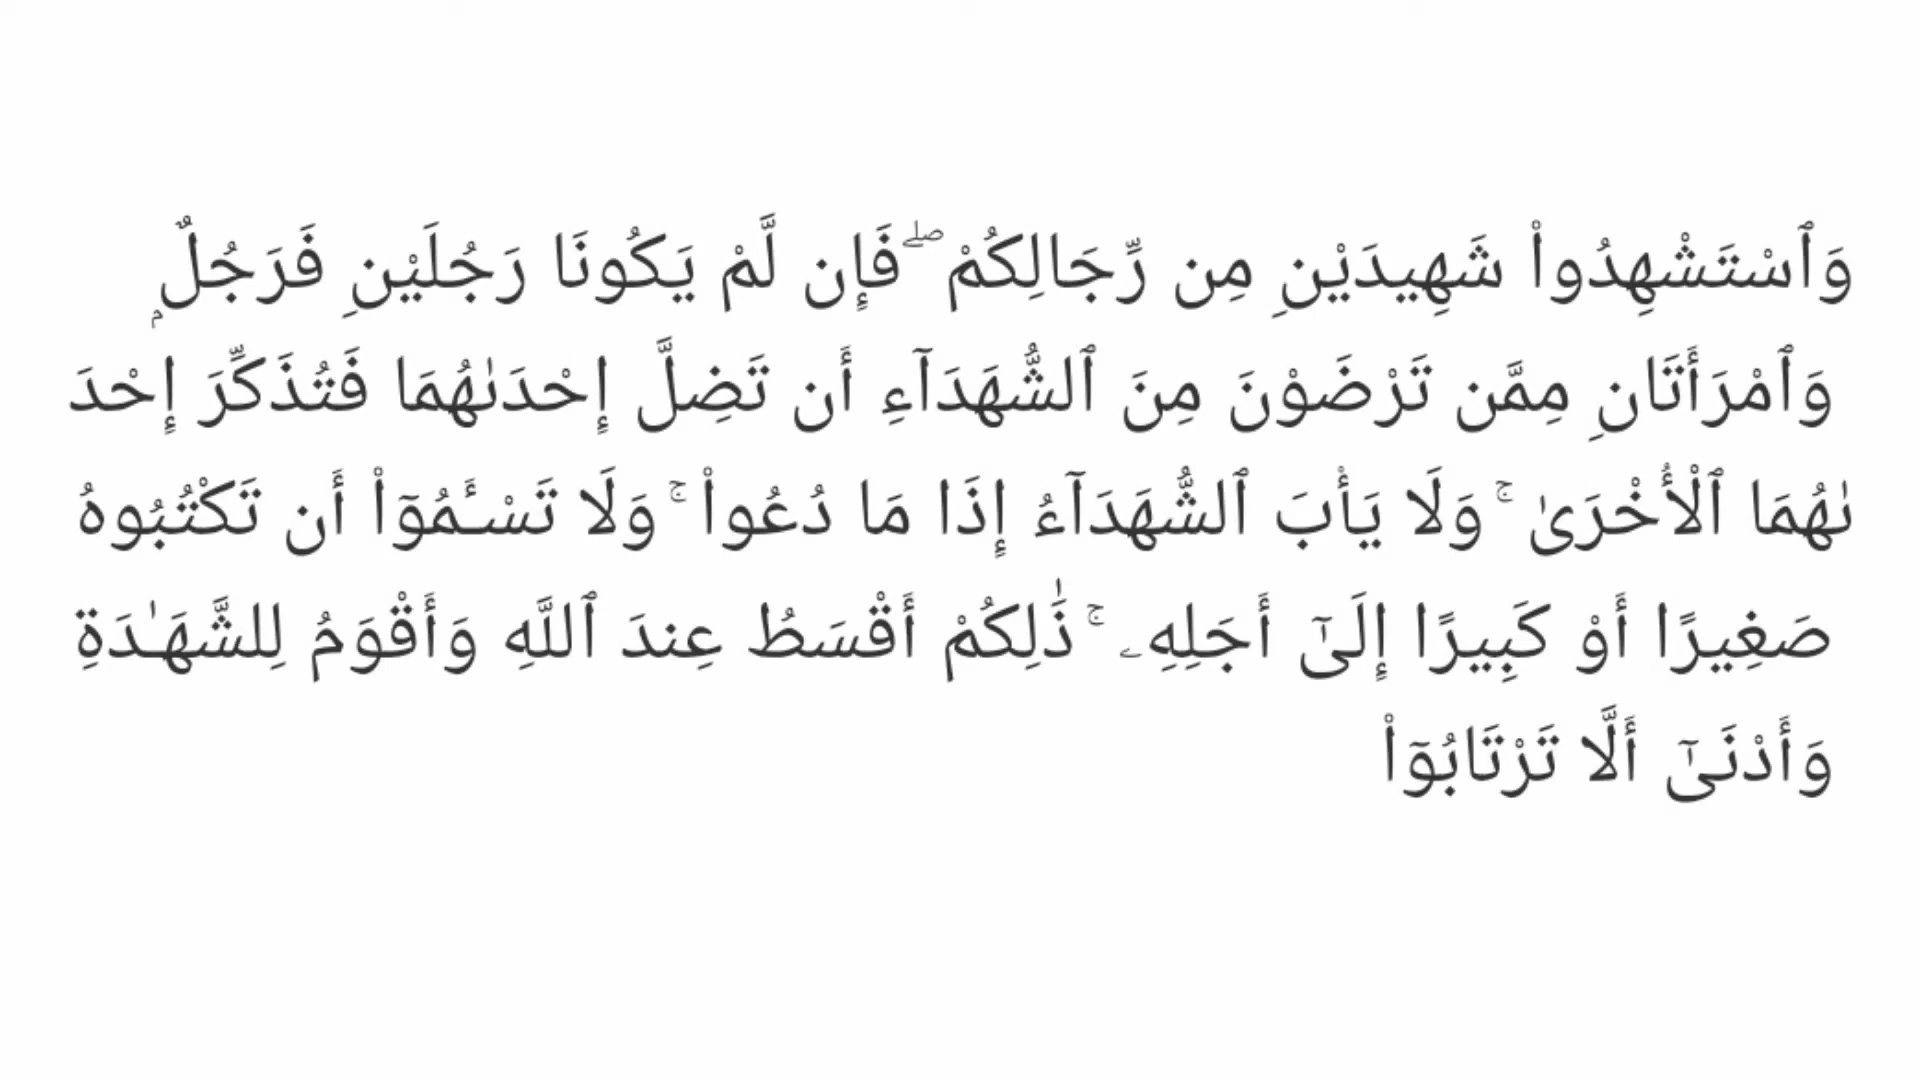 وَٱسْتَشْهِدُوا۟ شَهِيدَيْنِ مِن رِّجَالِكُمْ ۖ فَإِن لَّمْ يَكُونَا رَجُلَيْنِ فَرَجُلٌۭ
وَٱمْرَأَتَانِ مِمَّن تَرْضَوْنَ مِنَ ٱلشُّهَدَآءِ أَن تَضِلَّ إِحْدَىٰهُمَا فَتُذَكِّرَ إِحْدَ
ىٰهُمَا ٱلْأُخْرَىٰ ۚ وَلَا يَأْبَ ٱلشُّهَدَآءُ إِذَا مَا دُعُوا۟ ۚ وَلَا تَسْـَٔمُوٓا۟ أَن تَكْتُبُوهُ
صَغِيرًا أَوْ كَبِيرًا إِلَىٰٓ أَجَلِهِۦ ۚ ذَٰلِكُمْ أَقْسَطُ عِندَ ٱللَّهِ وَأَقْوَمُ لِلشَّهَـٰدَةِ
وَأَدْنَىٰٓ أَلَّا تَرْتَابُوٓا۟